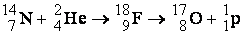 ¹⁴₇N + ⁴₂He → ¹⁸₉F → ¹⁷₈O + ¹₁p